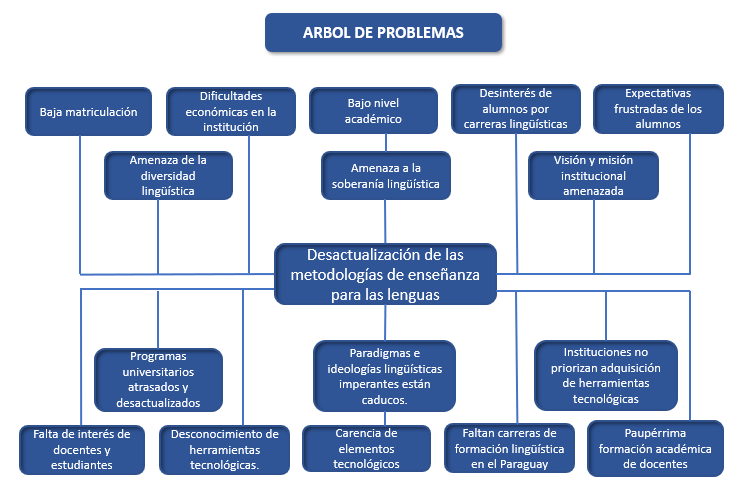 ARBOL DE PROBLEMAS
Baja matriculación
Dificultades
económicas en la
institución
Bajo nivel
académico
Desinterés de
alumnos por
carreras lingüísticas
Expectativas
frustradas de los
alumnos
Amenaza de la
diversidad
lingüística
Amenaza a la
soberanía lingüística
Visión y misión
institucional
amenazada
Desactualización de las
metodologías de enseñanza
para las lenguas
Programas
universitarios
atrasados y
desactualizados
Paradigmas e
ideologías lingüísticas
imperantes están
caducos.
Instituciones no
priorizan adquisición
de herramientas
tecnológicas
Falta de interés de
docentes y
estudiantes
Desconocimiento de
herramientas
tecnológicas.
Carencia de
elementos
tecnológicos
Faltan carreras de
formación lingüística
en el Paraguay
Paupérrima
formación académica
de docentes